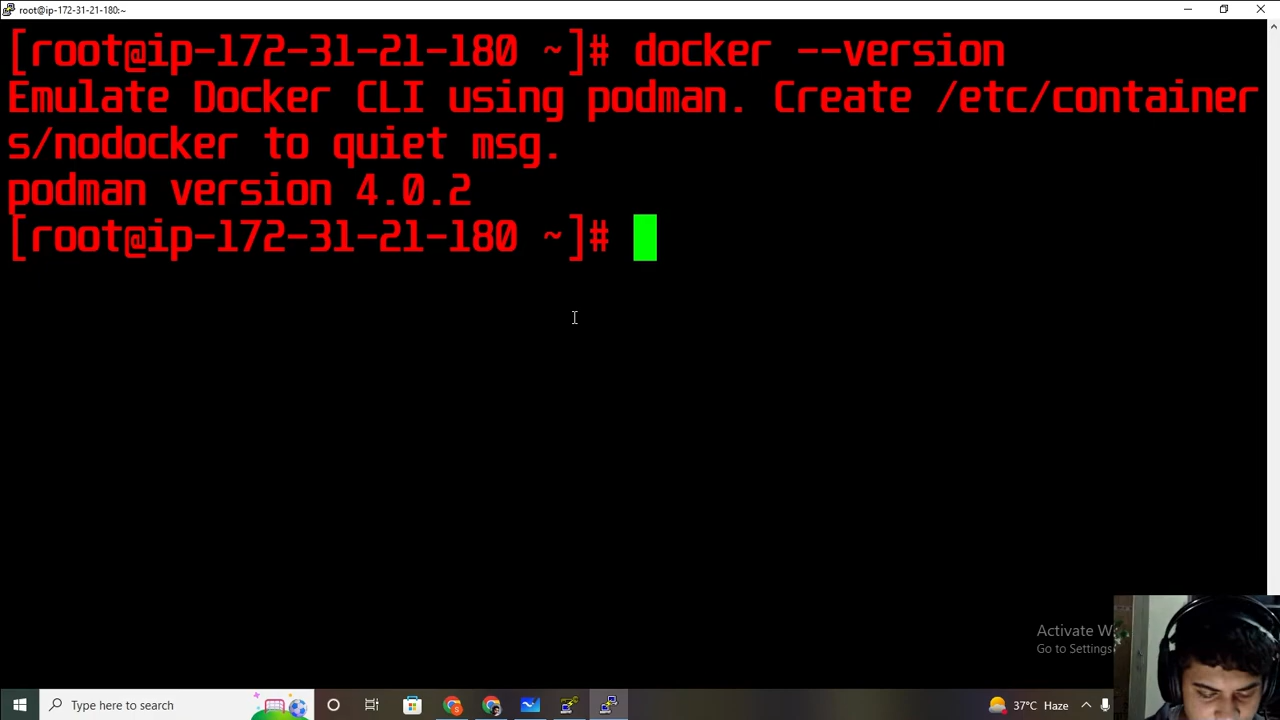 root@ip-172-31-21-180:~
[root@ip-172-31-21-180 ~]# docker --version
Emulate Docker CLI using podman. Create /etc/container
s/nodocker to quiet msg.
podman version 4.0.2
[root@ip-172-31-21-180 ~]#
Activate W
Go to Settings
Type here to search
37°C Haze